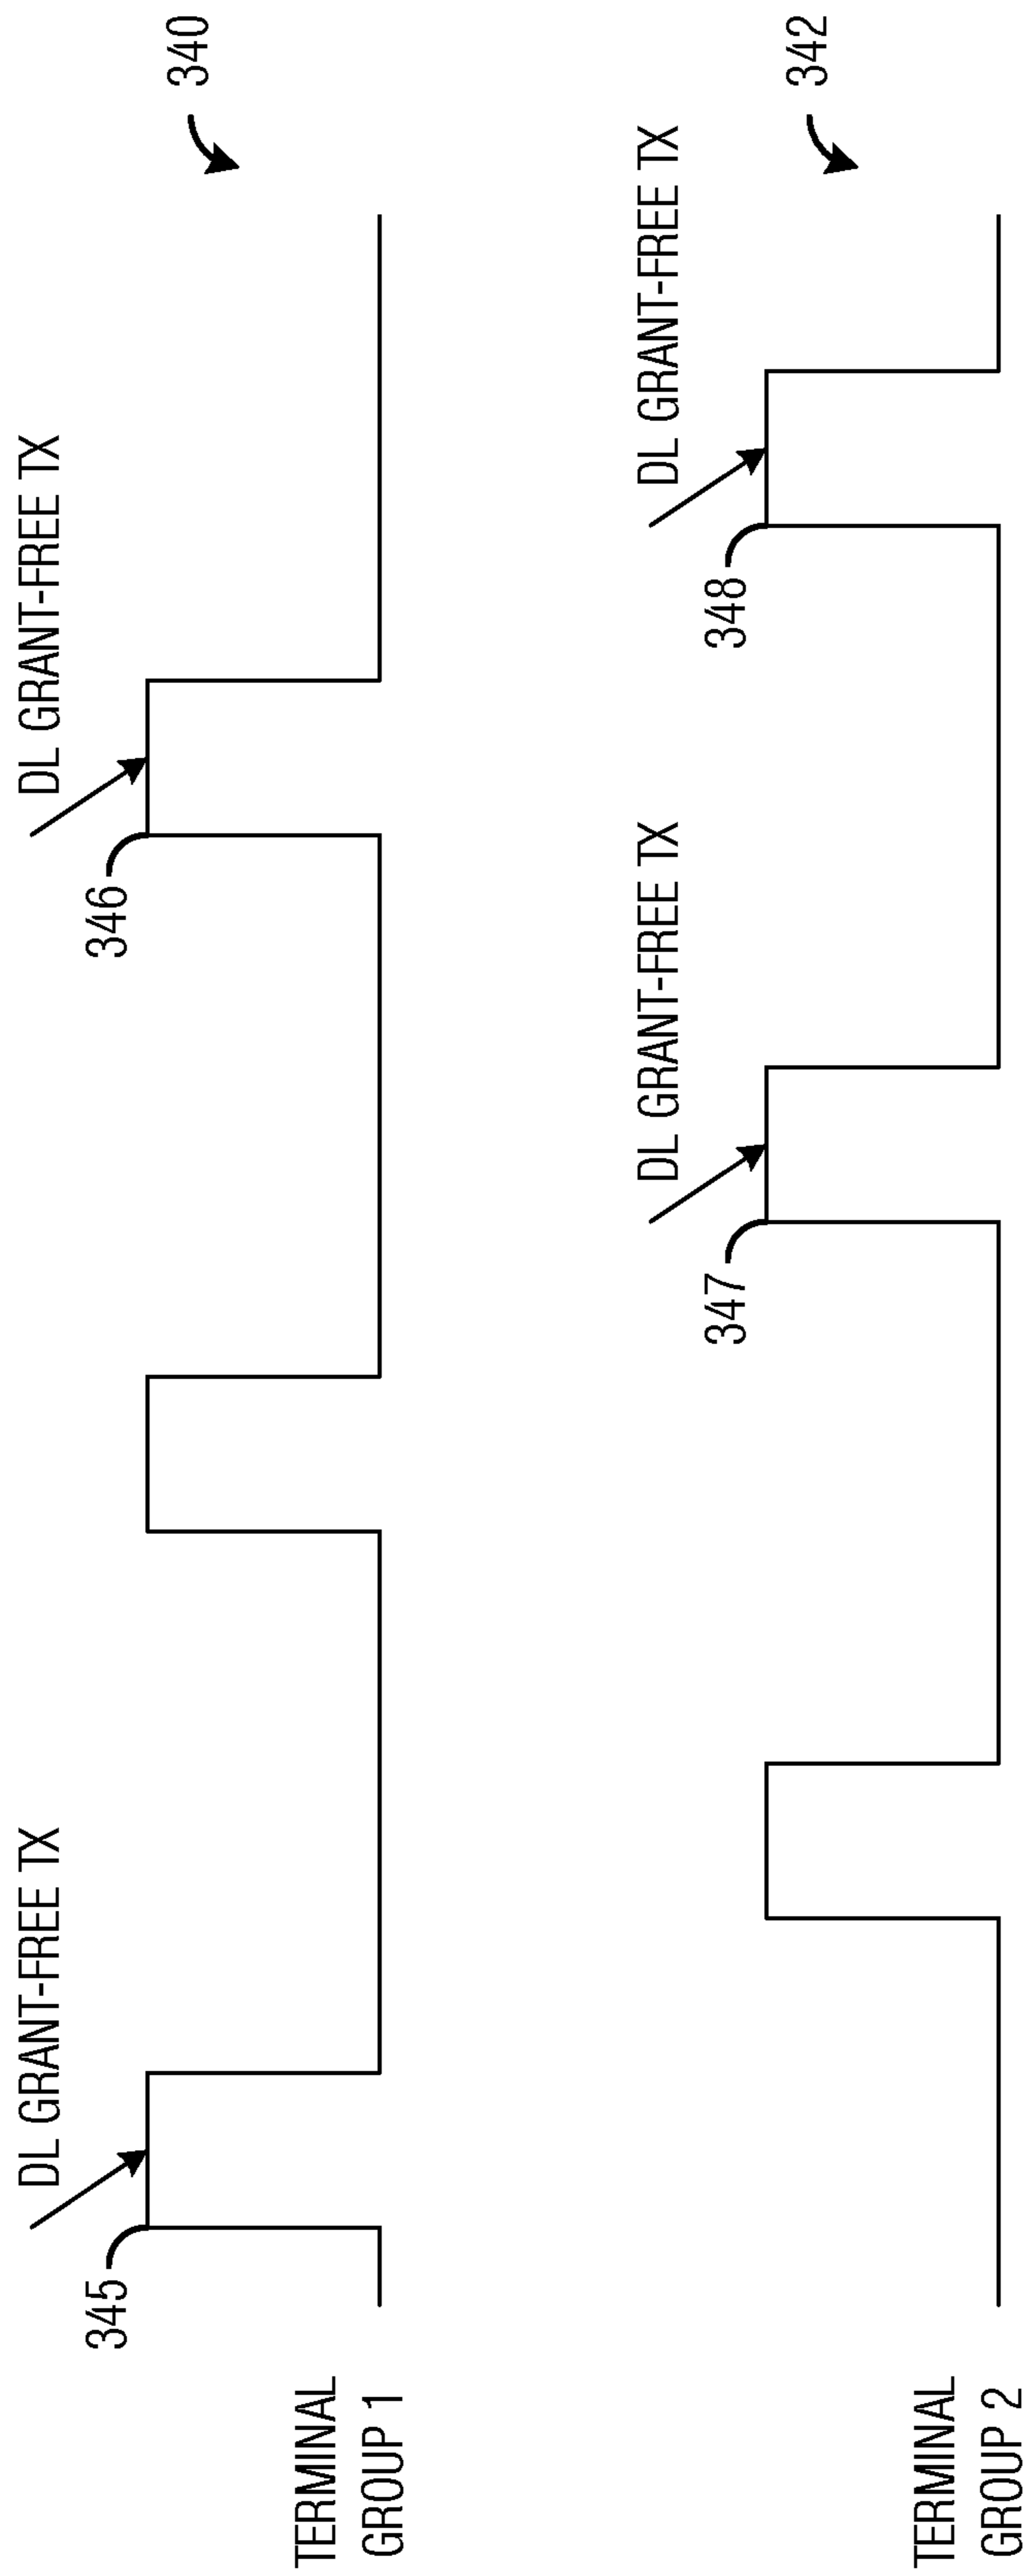 DL GRANT-FREE TX
DL GRANT-FREE TX
340
345
346
TERMINAL
GROUP 1
DL GRANT-FREE TX
DL GRANT-FREE TX
342
347
348
TERMINAL
GROUP 2